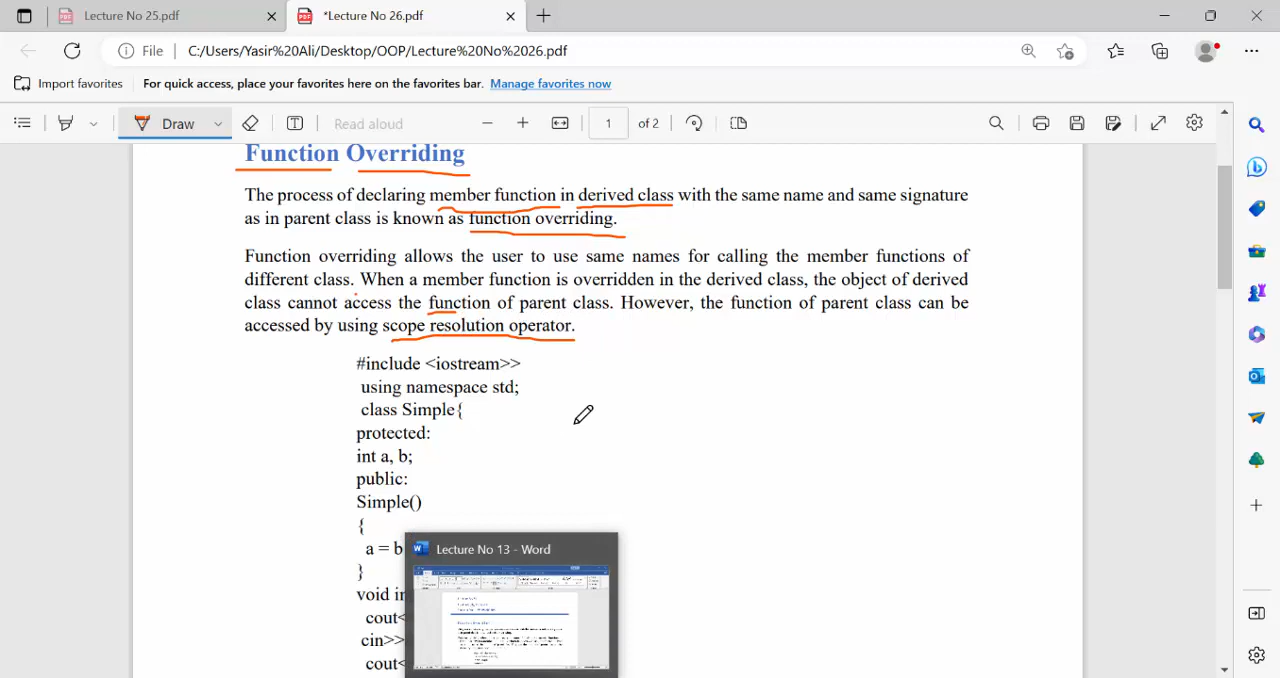 Lecture No 25.pdf
*Lecture No 26.pdf
File C:/Users/Yasir%20Ali/Desktop/OOP/Lecture%20No%2026.pdf
Import favorites For quick access, place your favorites here on the favorites bar. Manage favorites now
Draw Read aloud 1 of 2
Function Overriding
The process of declaring member function in derived class with the same name and same signature
as in parent class is known as function overriding.
Function overriding allows the user to use same names for calling the member functions of
different class. When a member function is overridden in the derived class, the object of derived
class cannot access the function of parent class. However, the function of parent class can be
accessed by using scope resolution operator.
#include <iostream>>
using namespace std;
class Simple{
protected:
int a, b;
public:
Simple()
{
a = b
}
void in
cout<
cin>>
cout<
Lecture No 13 - Word